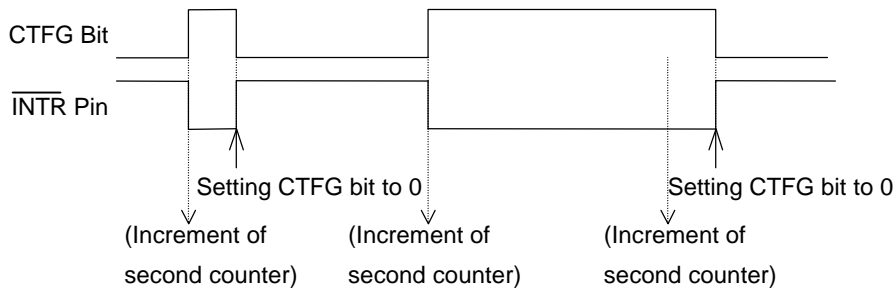 CTFG Bit
INTR Pin
Setting CTFG bit to 0
Setting CTFG bit to 0
(Increment of
second counter)
(Increment of
second counter)
(Increment of
second counter)